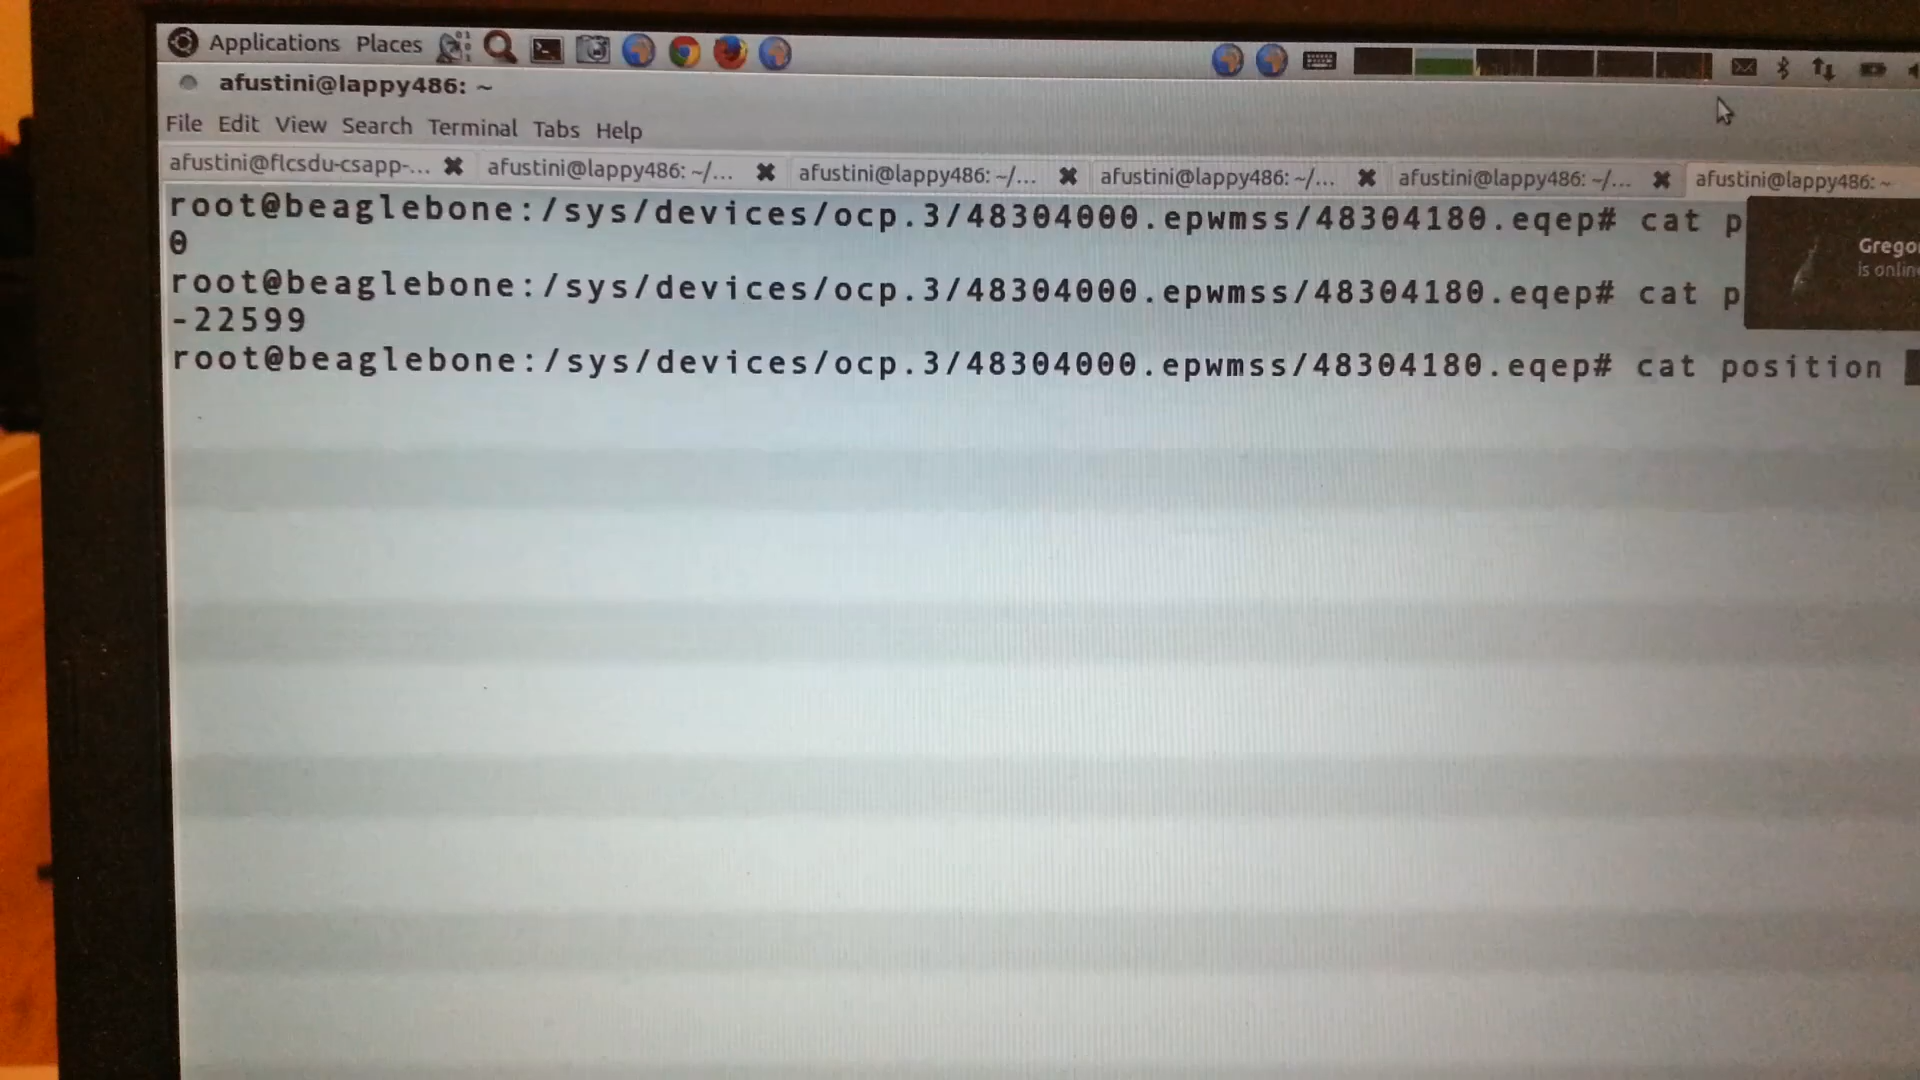 Applications Places
afustini@lappy486: ~
File Edit View Search Terminal Tabs Help
afustini@flcsdu-csapp-... afustini@lappy486: ~/... afustini@lappy486: ~/... afustini@lappy486: ~/... afustini@lappy486: ~/... afustini@lappy486: ~
root@beaglebone:/sys/devices/ocp.3/48304000.epwmss/48304180.eqep# cat p
0
root@beaglebone:/sys/devices/ocp.3/48304000.epwmss/48304180.eqep# cat p
-22599
root@beaglebone:/sys/devices/ocp.3/48304000.epwmss/48304180.eqep# cat position
Grego
is onlin